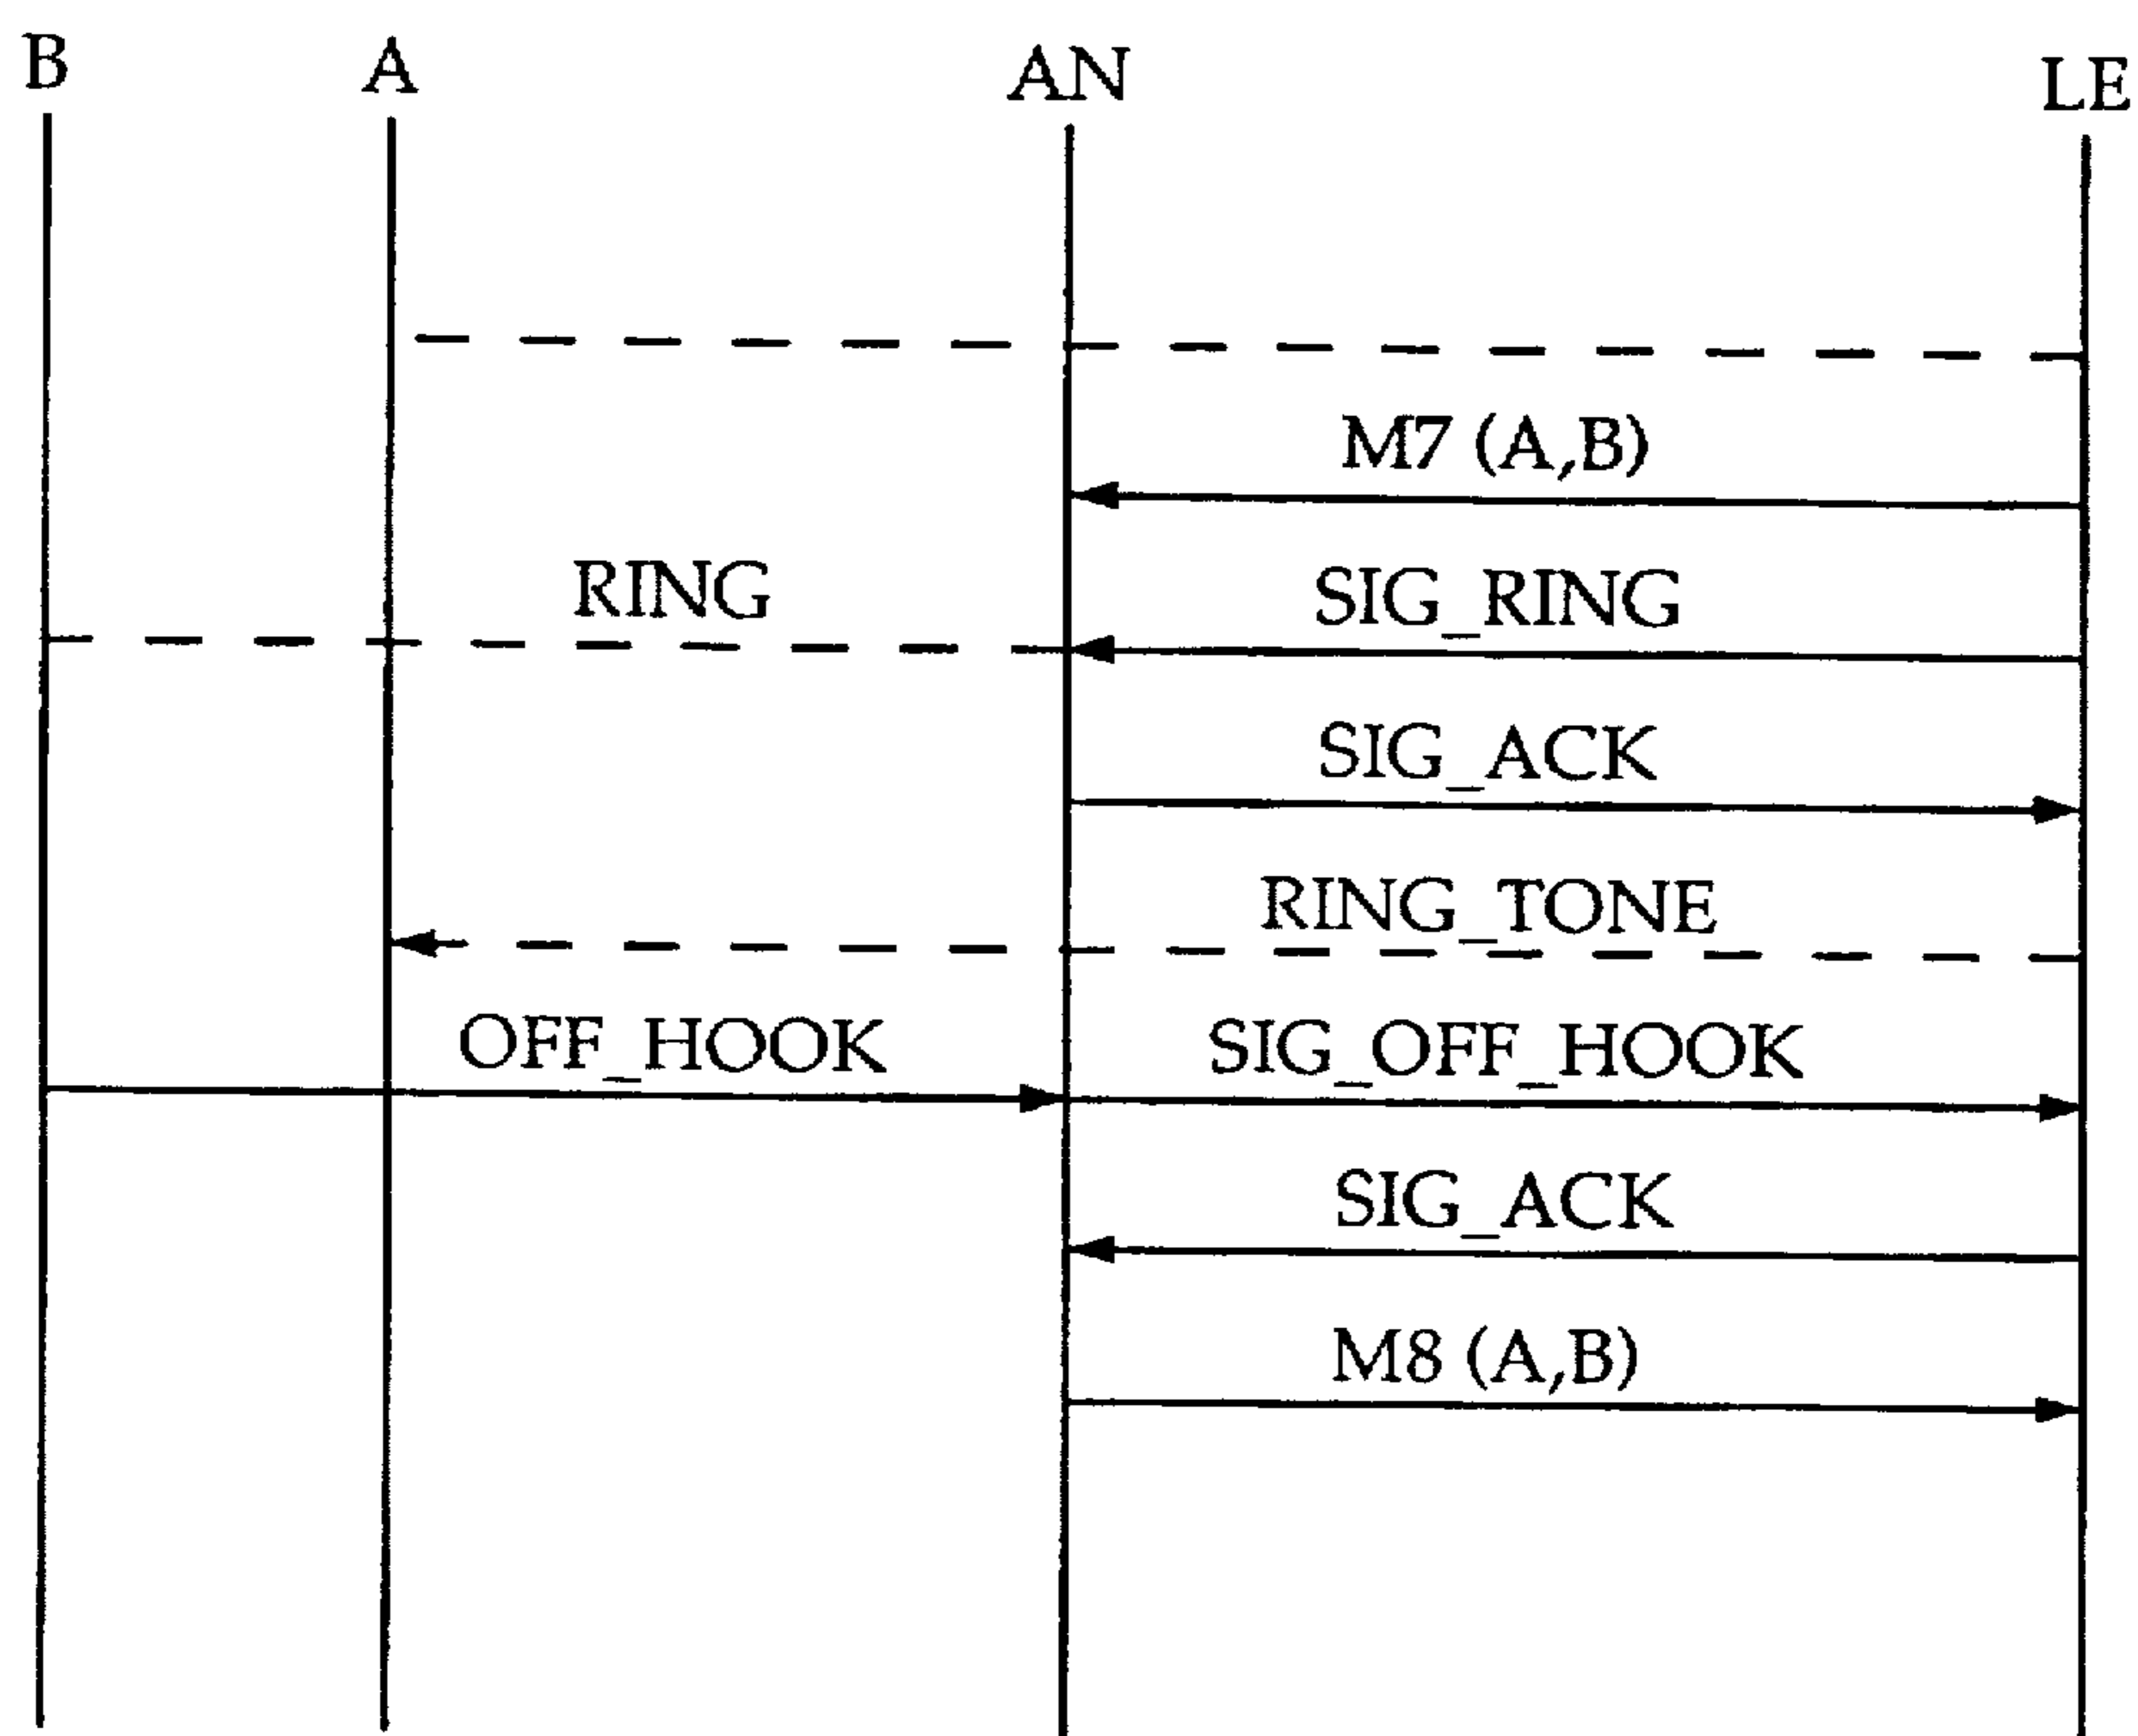 B A AN LE
M7 (A,B)
RING SIG_RING
SIG_ACK
RING_TONE
OFF_HOOK SIG_OFF_HOOK
SIG_ACK
M8 (A,B)